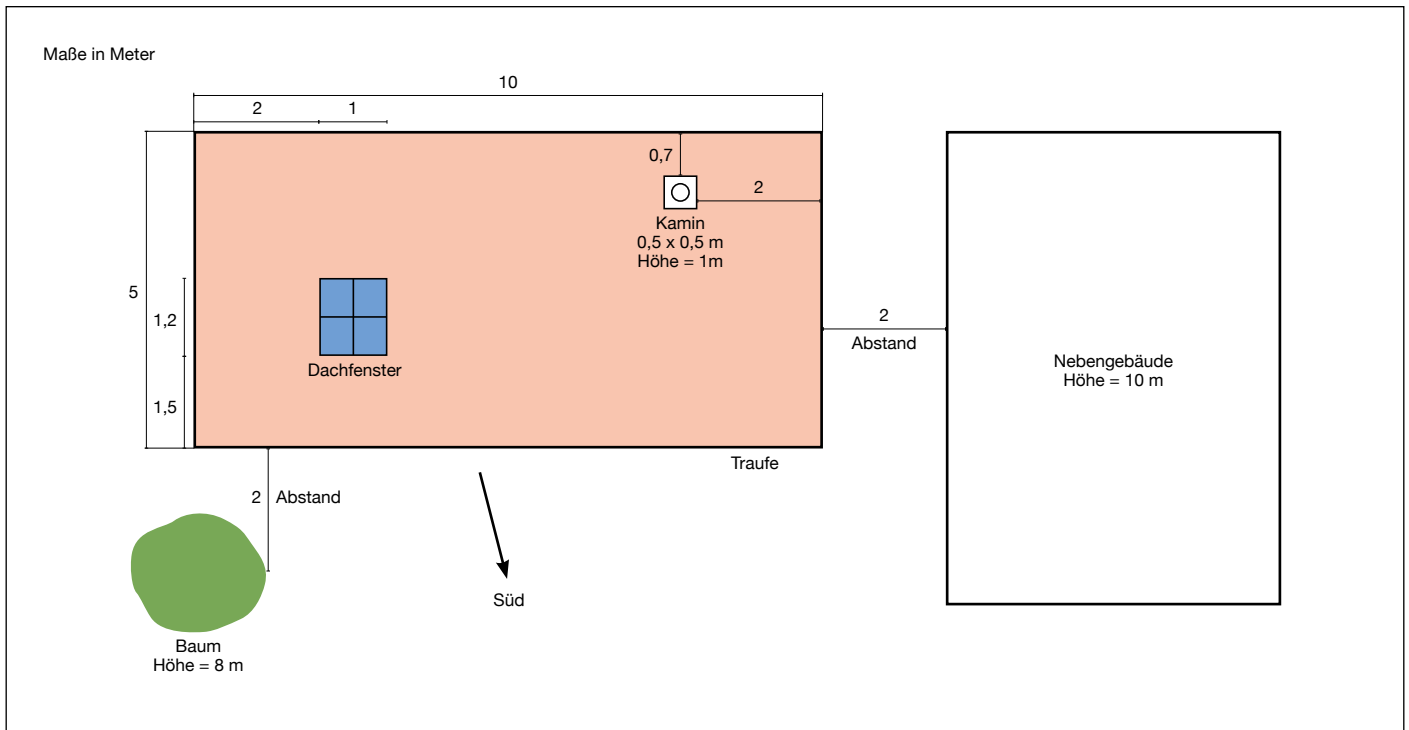 Maße in Meter
10
2
1
0,7
2
Kamin
0,5 x 0,5 m
Höhe = 1m
5
1,2
1,5
Dachfenster
2
Abstand
Nebengebäude
Höhe = 10 m
Traufe
2 Abstand
Süd
Baum
Höhe = 8 m